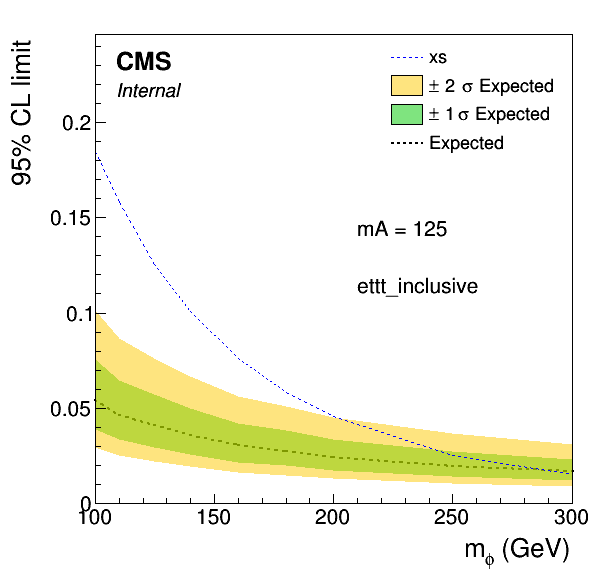 CMS
Internal
xs
± 2 σ Expected
± 1 σ Expected
Expected
mA = 125
ettt_inclusive
95% CL limit
0.2
0.15
0.1
0.05
0
100 150 200 250 300
mϕ (GeV)